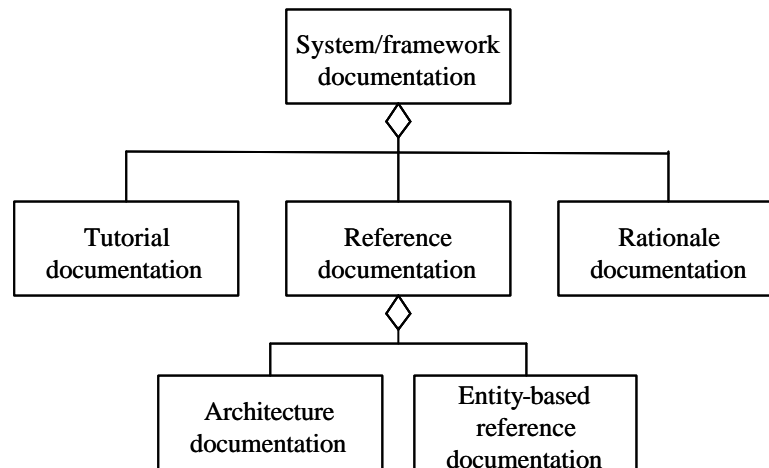 System/framework
documentation
Tutorial
documentation
Reference
documentation
Rationale
documentation
Architecture
documentation
Entity-based
reference
documentation